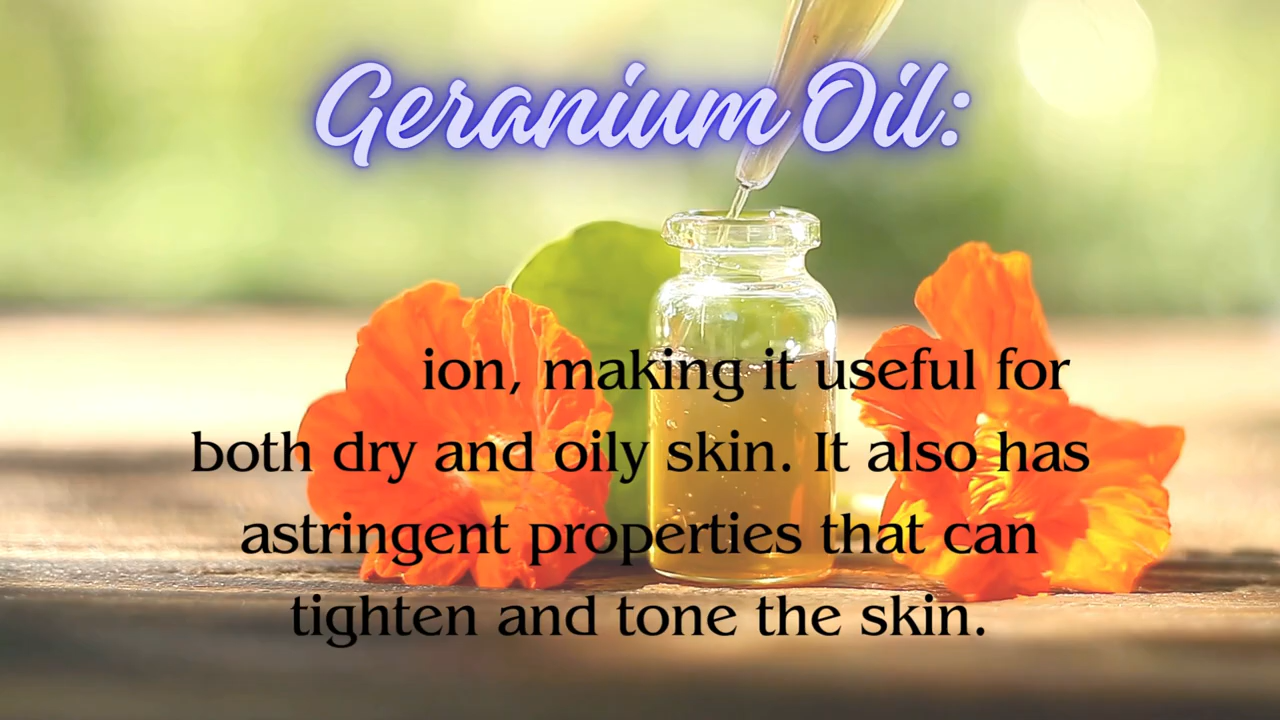 Geranium Oil:
ion, making it useful for
both dry and oily skin. It also has
astringent properties that can
tighten and tone the skin.